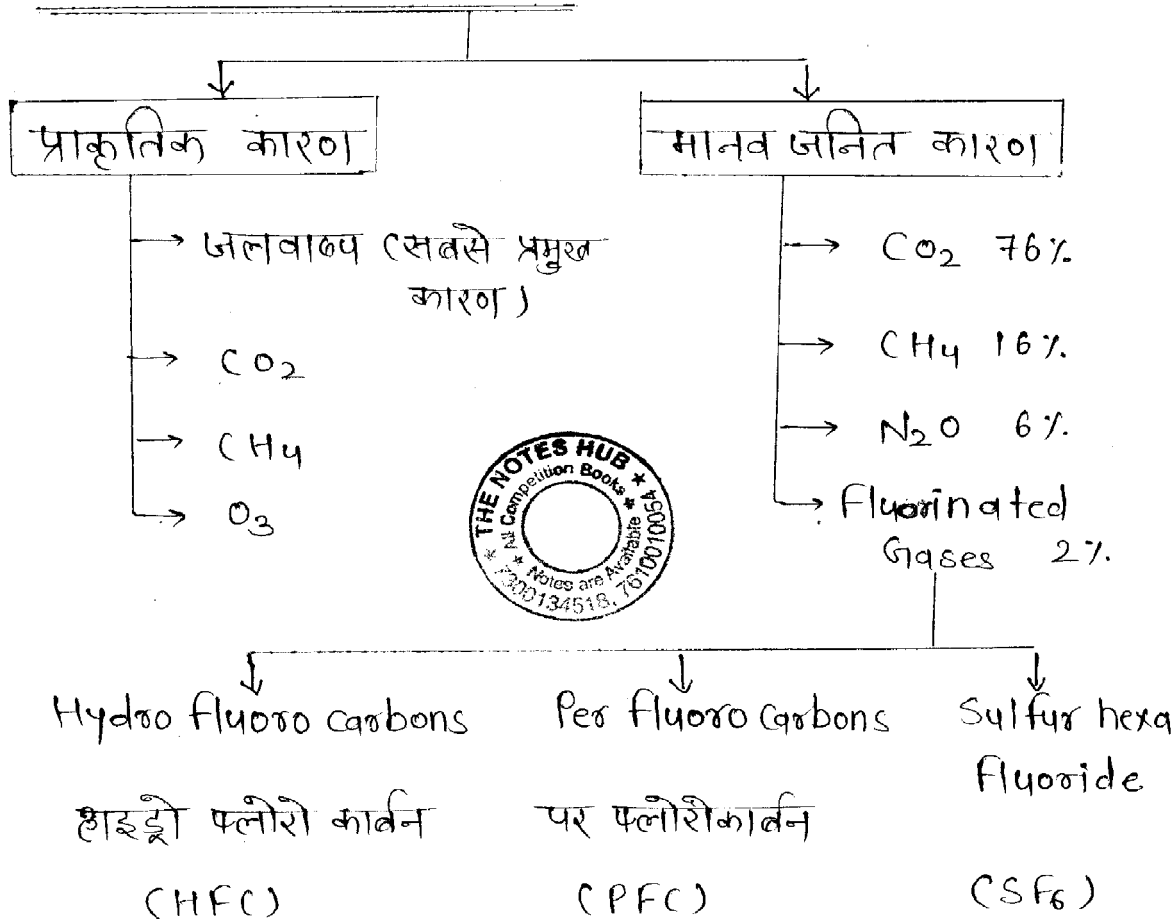 प्राकृतिक कारण
मानव जनित कारण
→ जलवाष्प (सबसे प्रमुख
कारण)
→ CO2
→ CH4
→ O3
→ CO2 76%
→ CH4 16%
→ N2O 6%
→ Fluorinated
Gases 2%
THE NOTES HUB
All Competition Books
Notes are Available
7300134518, 7610010054
Hydro fluoro carbons
हाइड्रो फ्लोरो कार्बन
(HFC)
Per fluoro carbons
पर फ्लोरोकार्बन
(PFC)
Sulfur hexa
fluoride
(SF6)